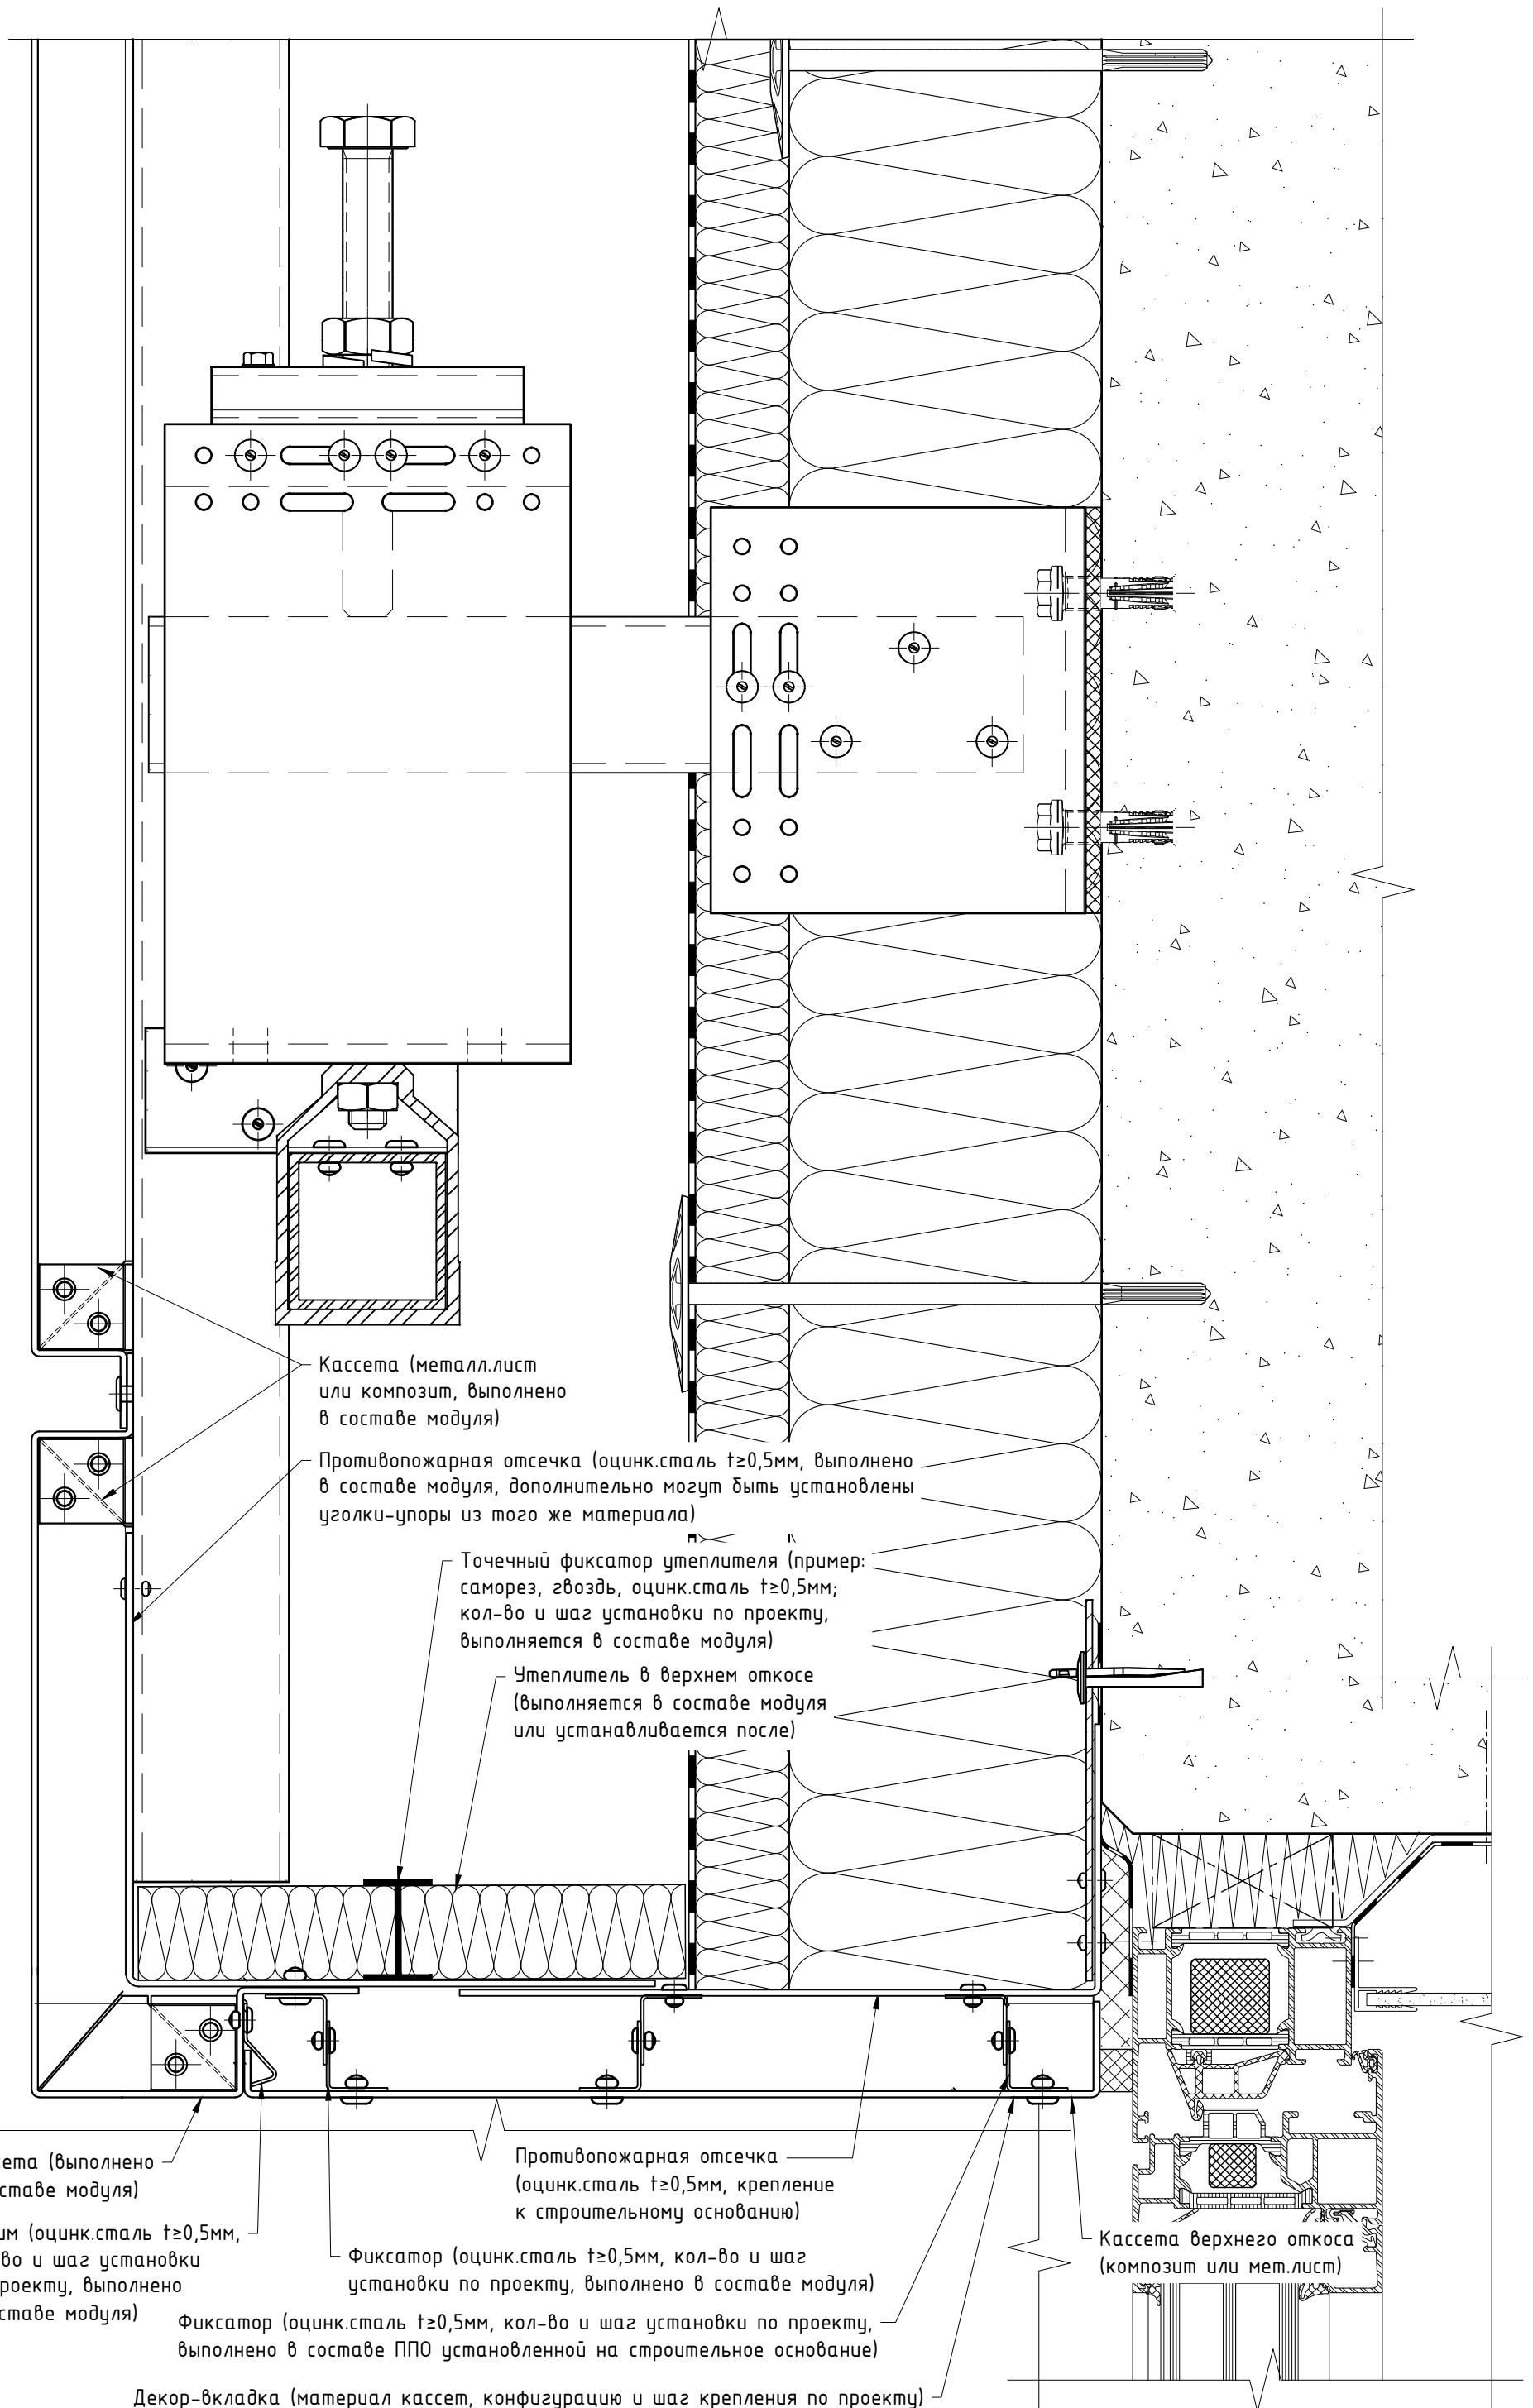 Кассета (металл.лист
или композит, выполнено
в составе модуля)
Противопожарная отсечка (оцинк.сталь t≥0,5мм, выполнено
в составе модуля, дополнительно могут быть установлены
уголки-упоры из того же материала)
Точечный фиксатор утеплителя (пример:
саморез, гвоздь, оцинк.сталь t≥0,5мм;
кол-во и шаг установки по проекту,
выполняется в составе модуля)
Утеплитель в верхнем откосе
(выполняется в составе модуля
или устанавливается после)
(выполнено
модуля)
(оцинк.сталь t≥0,5мм,
и шаг установки
выполнено
модуля)
Противопожарная отсечка
(оцинк.сталь t≥0,5мм, крепление
к строительному основанию)
Фиксатор (оцинк.сталь t≥0,5мм, кол-во и шаг
установки по проекту, выполнено в составе модуля)
Фиксатор (оцинк.сталь t≥0,5мм, кол-во и шаг установки по проекту,
выполнено в составе ППО установленной на строительное основание)
Кассета верхнего откоса
(композит или мет.лист)
Декор-вкладка (материал кассет, конфигурацию и шаг крепления по проекту)